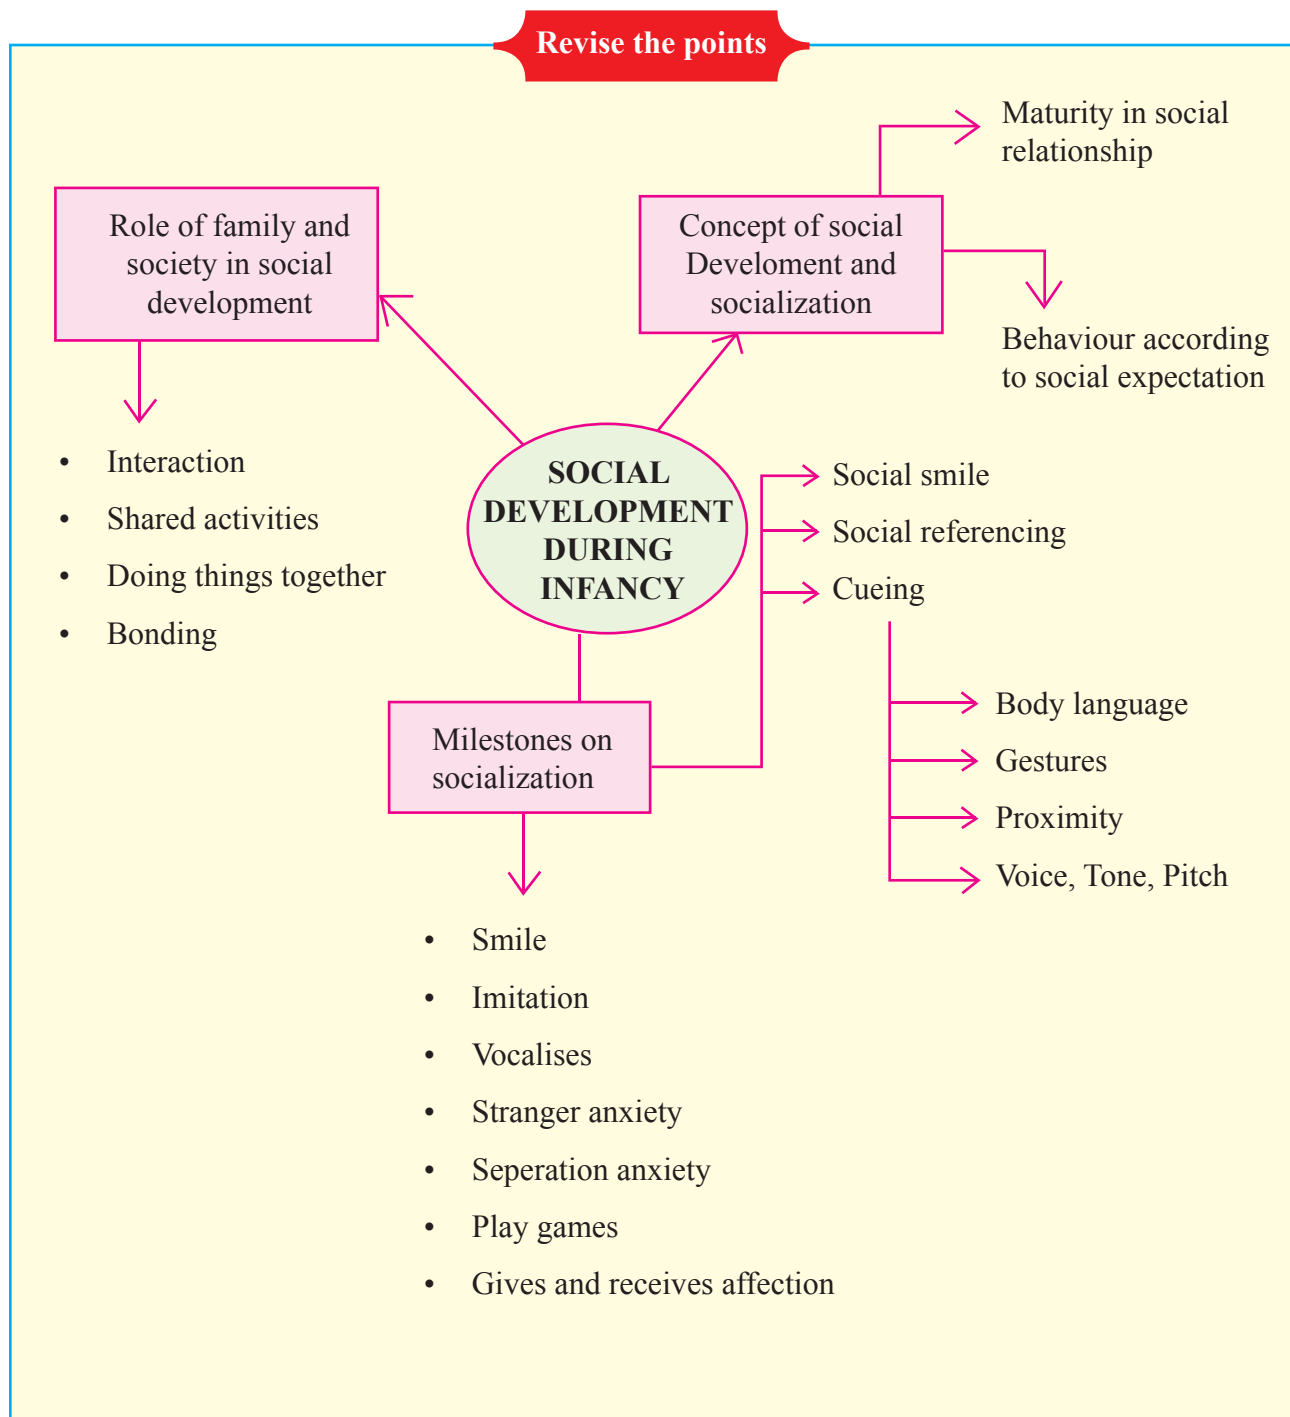 Revise the points
Maturity in social
relationship
Role of family and
society in social
development
Concept of social
Develoment and
socialization
Behaviour according
to social expectation
SOCIAL
DEVELOPMENT
DURING
INFANCY
• Interaction
• Shared activities
• Doing things together
• Bonding
Social smile
Social referencing
Cueing
Body language
Gestures
Proximity
Voice, Tone, Pitch
Milestones on
socialization
• Smile
• Imitation
• Vocalises
• Stranger anxiety
• Seperation anxiety
• Play games
• Gives and receives affection